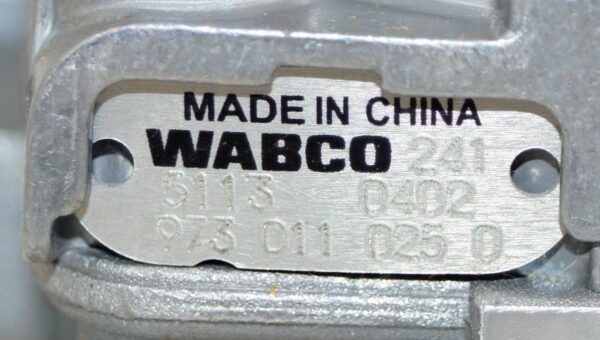 MADE IN CHINA
WABCO 241
5113 0402
973 011 025 0